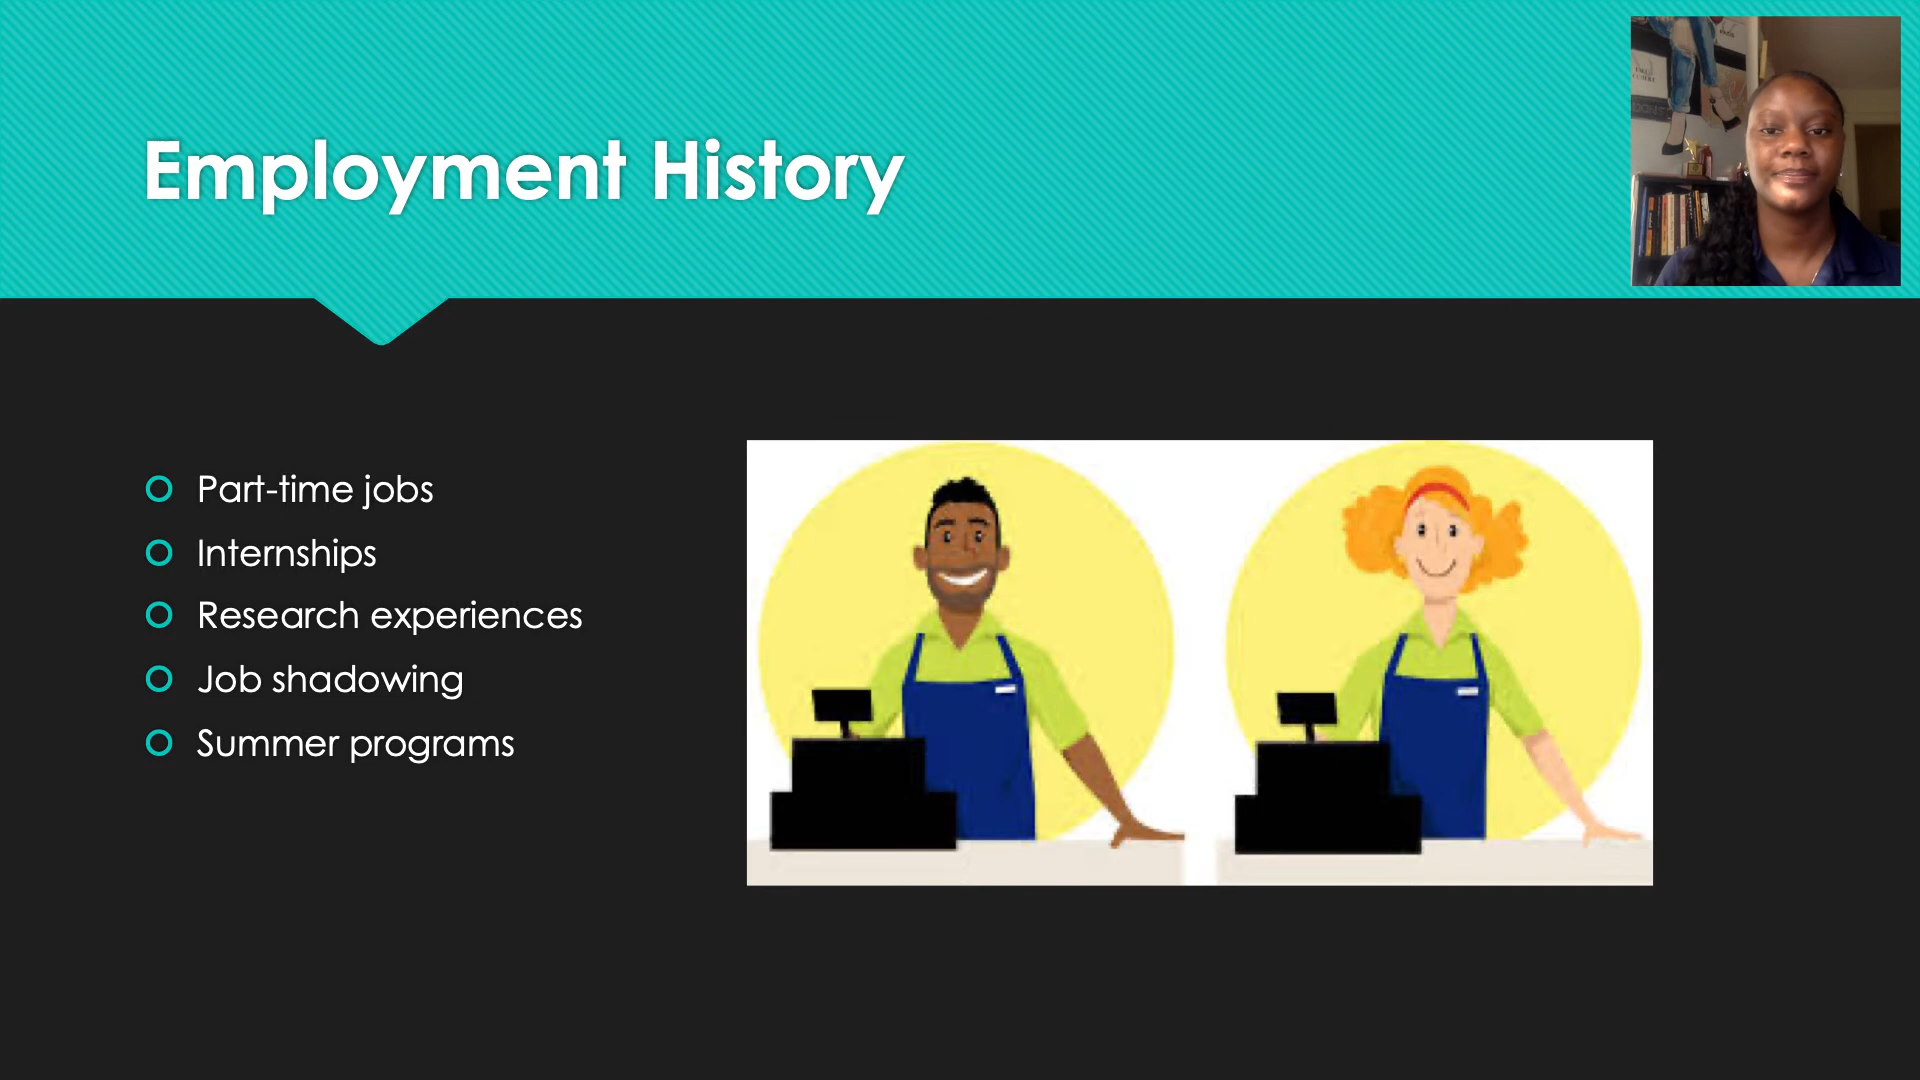 Employment History
Part-time jobs
Internships
Research experiences
Job shadowing
Summer programs